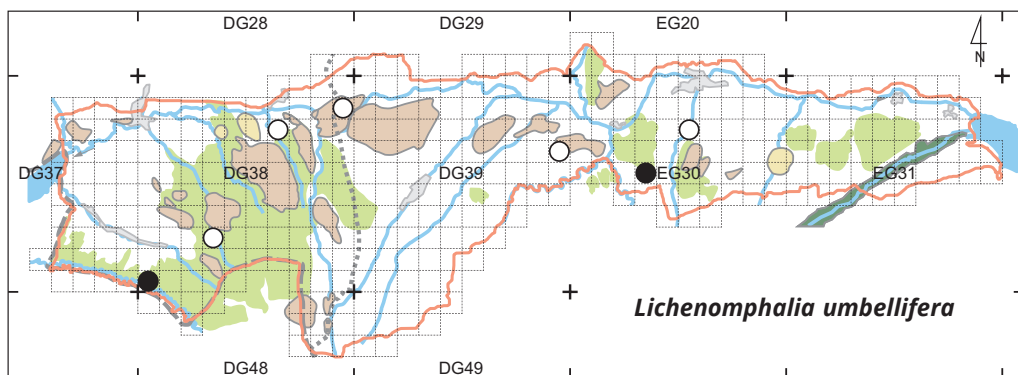 DG28 DG29 EG20
N
DG37 DG38 DG39 EG30 EG31
Lichenomphalia umbellifera
DG48 DG49